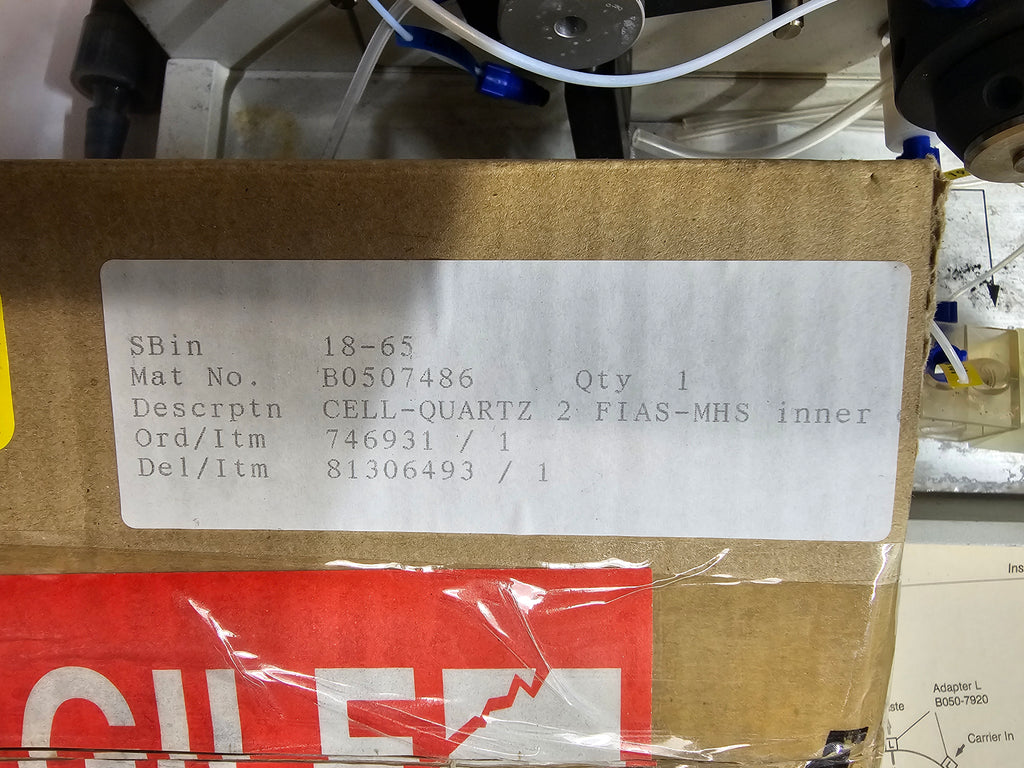 SBin 18-65
Mat No. B0507486 Qty 1
Descrptn CELL-QUARTZ 2 FIAS-MHS inner
Ord/Itm 746931 / 1
Del/Itm 81306493 / 1
GILE
Adapter L
B050-7920
Carrier In
L
L